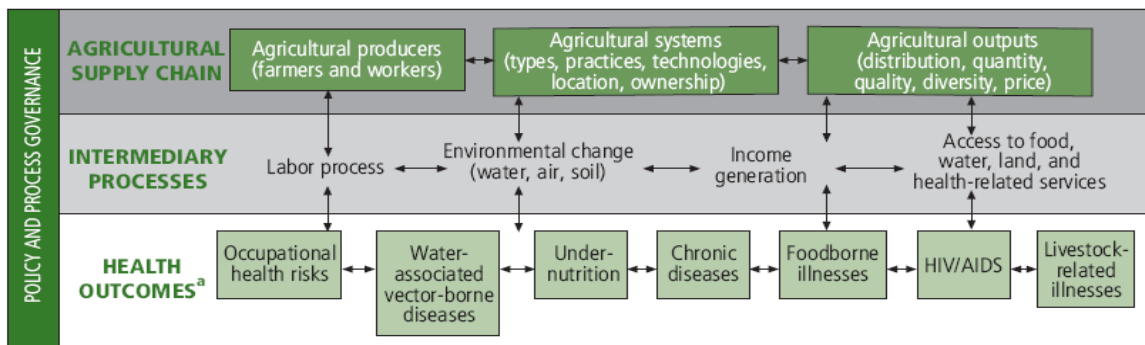 POLICY AND PROCESS GOVERNANCE
AGRICULTURAL
SUPPLY CHAIN
Agricultural producers
(farmers and workers)
Agricultural systems
(types, practices, technologies,
location, ownership)
Agricultural outputs
(distribution, quantity,
quality, diversity, price)
INTERMEDIARY
PROCESSES
Labor process
Environmental change
(water, air, soil)
Income
generation
Access to food,
water, land, and
health-related services
HEALTH
OUTCOMESa
Occupational
health risks
Water-
associated
vector-borne
diseases
Under-
nutrition
Chronic
diseases
Foodborne
illnesses
HIV/AIDS
Livestock-
related
illnesses